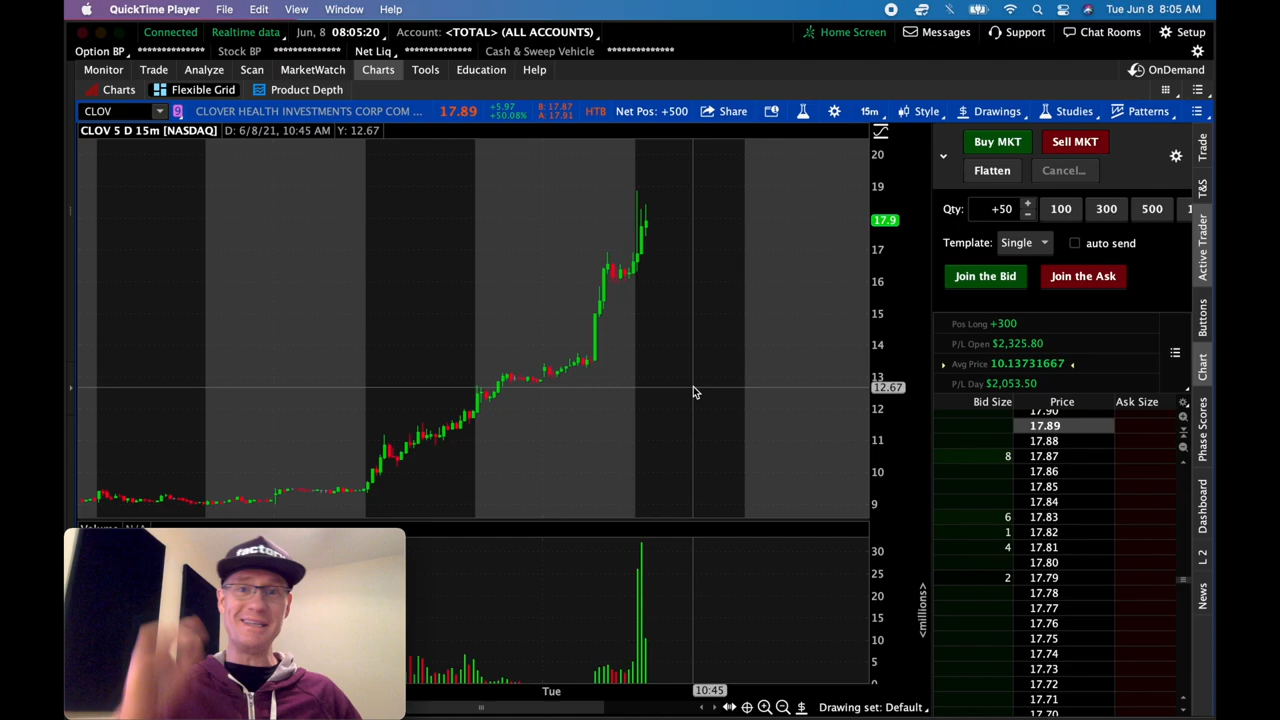 QuickTime Player File Edit View Window Help Tue Jun 8 8:05 AM
Connected Realtime data Jun, 8 08:05:20 Account: <TOTAL> (ALL ACCOUNTS) Home Screen Messages Support Chat Rooms Setup
Option BP ************** Stock BP ************** Net Liq ************** Cash & Sweep Vehicle **************
Monitor Trade Analyze Scan MarketWatch Charts Tools Education Help OnDemand
Charts Flexible Grid Product Depth
CLOV 9 CLOVER HEALTH INVESTMENTS CORP COM ... 17.89 +5.97 +50.08% B: 17.87 A: 17.91 HTB Net Pos: +500 Share 15m Style Drawings Studies Patterns
CLOV 5 D 15m [NASDAQ] D: 6/8/21, 10:45 AM Y: 12.67
20
19
17.9
17
16
15
14
13
12.67
12
11
10
9
Volume N/A
30
25
20
15
10
5
0
<millions>
Tue 10:45
Drawing set: Default
Buy MKT Sell MKT
Flatten Cancel...
Qty: +50 100 300 500 1
Template: Single auto send
Join the Bid Join the Ask
Pos Long +300
P/L Open $2,325.80
Avg Price 10.13731667
P/L Day $2,053.50
Bid Size Price Ask Size
17.90
17.89
17.88
8 17.87
17.86
17.85
17.84
6 17.83
1 17.82
4 17.81
17.80
2 17.79
17.78
17.77
17.76
17.75
17.74
17.73
17.72
17.71
17.70
Trade
T&S
Active Trader
Buttons
Chart
Phase Scores
Dashboard
L 2
News
factory